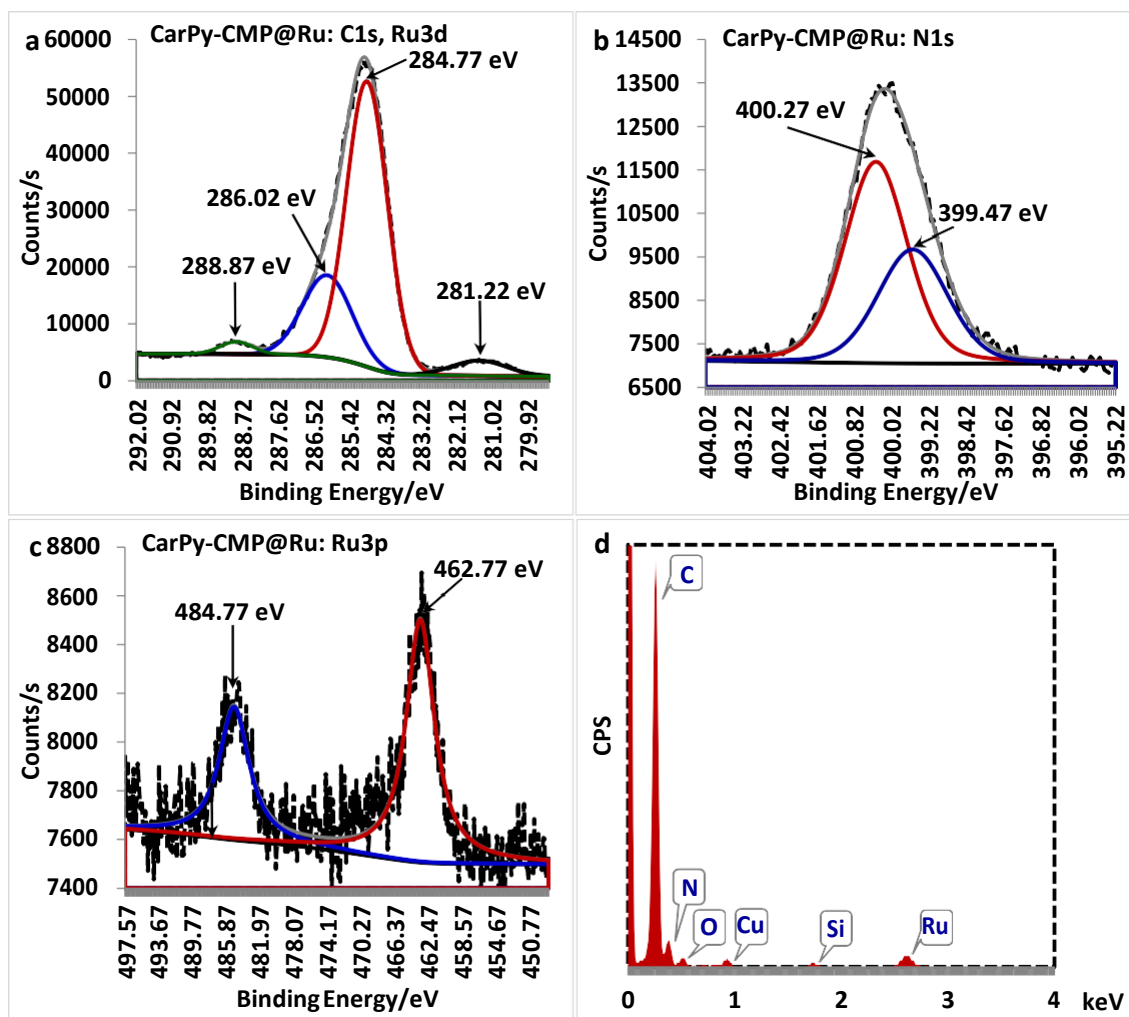 a
CarPy-CMP@Ru: C1s, Ru3d
284.77 eV
286.02 eV
288.87 eV
281.22 eV
60000
50000
40000
30000
20000
10000
0
Counts/s
292.02
290.92
289.82
288.72
287.62
286.52
285.42
284.32
283.22
282.12
281.02
279.92
Binding Energy/eV
b
CarPy-CMP@Ru: N1s
400.27 eV
399.47 eV
14500
13500
12500
11500
10500
9500
8500
7500
6500
Counts/s
404.02
403.22
402.42
401.62
400.82
400.02
399.22
398.42
397.62
396.82
396.02
395.22
Binding Energy/eV
c
CarPy-CMP@Ru: Ru3p
462.77 eV
484.77 eV
8800
8600
8400
8200
8000
7800
7600
7400
Counts/s
497.57
493.67
489.77
485.87
481.97
478.07
474.17
470.27
466.37
462.47
458.57
450.77
Binding Energy/eV
d
C
N
O
Cu
Si
Ru
CPS
0 1 2 3 4 keV